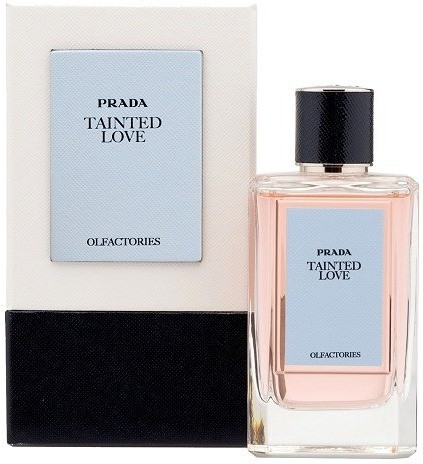 PRADA
TAINTED
LOVE
OLFACTORIES
PRADA
TAINTED
LOVE
OLFACTORIES